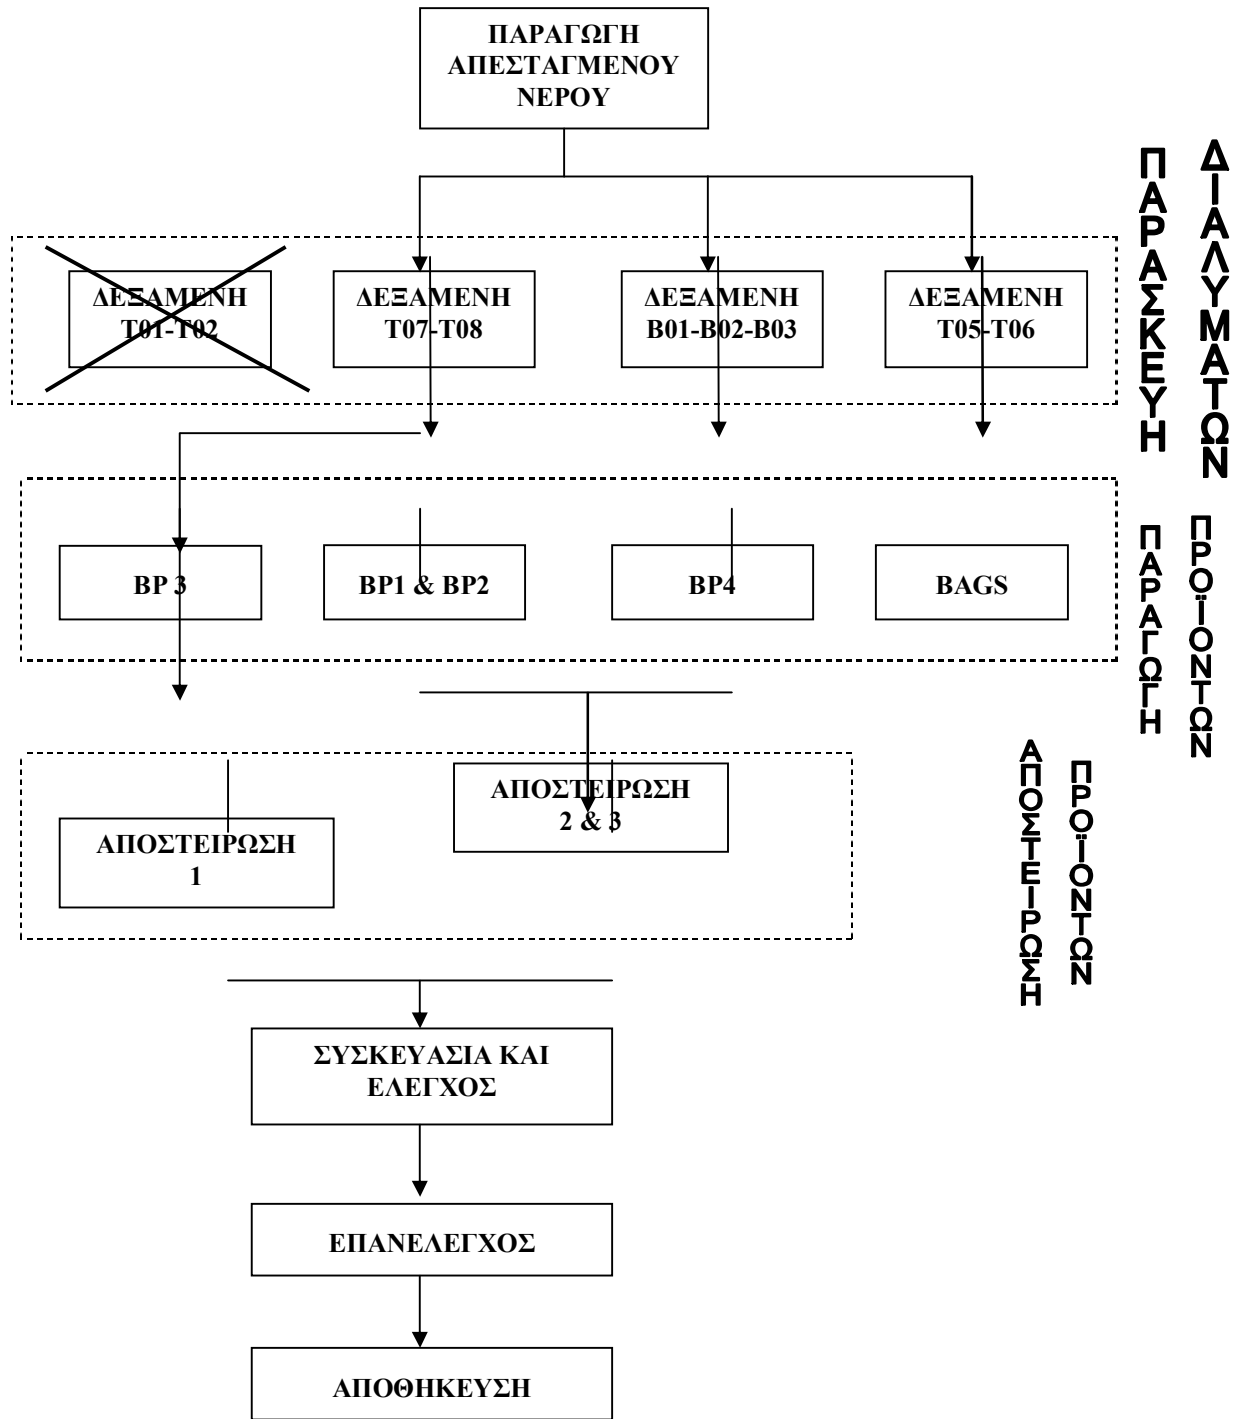 ΠΑΡΑΓΩΓΗ
ΑΠΕΣΤΑΓΜΕΝΟΥ
ΝΕΡΟΥ
ΠΑΡΑΣΚΕΥΗ
ΔΙΑΛΥΜΑΤΩΝ
ΔΕΞΑΜΕΝΗ
Τ01-Τ02
ΔΕΞΑΜΕΝΗ
Τ07-Τ08
ΔΕΞΑΜΕΝΗ
Β01-Β02-Β03
ΔΕΞΑΜΕΝΗ
Τ05-Τ06
ΠΑΡΑΓΩΓΗ
ΠΡΟΪΟΝΤΩΝ
BP 3
BP1 & BP2
BP4
BAGS
ΑΠΟΣΤΕΙΡΩΣΗ
ΠΡΟΪΟΝΤΩΝ
ΑΠΟΣΤΕΙΡΩΣΗ
1
ΑΠΟΣΤΕΙΡΩΣΗ
2 & 3
ΣΥΣΚΕΥΑΣΙΑ ΚΑΙ
ΕΛΕΓΧΟΣ
ΕΠΑΝΕΛΕΓΧΟΣ
ΑΠΟΘΗΚΕΥΣΗ